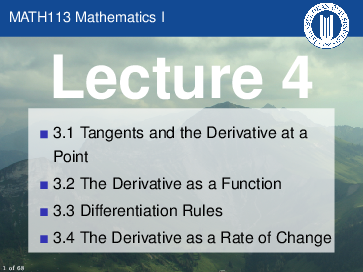 MATH113 Mathematics I
Lecture 4
3.1 Tangents and the Derivative at a
Point
3.2 The Derivative as a Function
3.3 Differentiation Rules
3.4 The Derivative as a Rate of Change
1 of 68